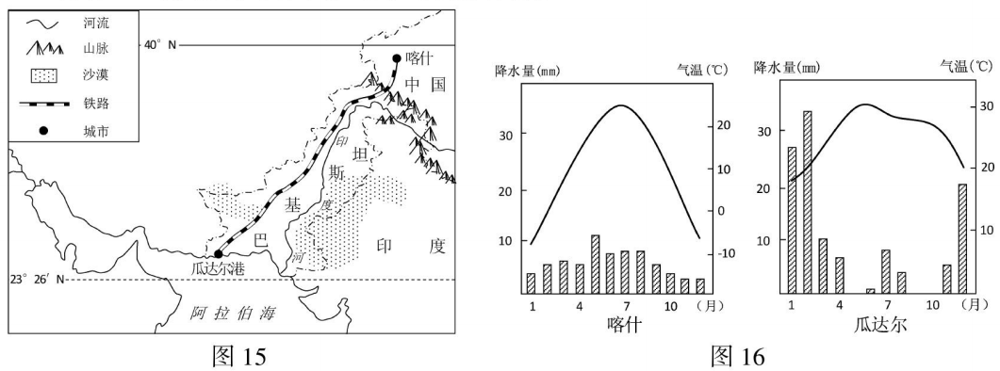 河流
山脉
沙漠
铁路
城市
40° N
喀什
中 国
印
坦
斯
度
基
巴
河
印 度
瓜达尔港
23° 26′ N
阿 拉 伯 海
图 15
降水量(mm) 气温(℃)
30
20
10
20
10
0
-10
1 4 7 10 (月)
喀什
降水量(mm) 气温(℃)
30
20
10
30
20
10
1 4 7 10 (月)
瓜达尔
图 16